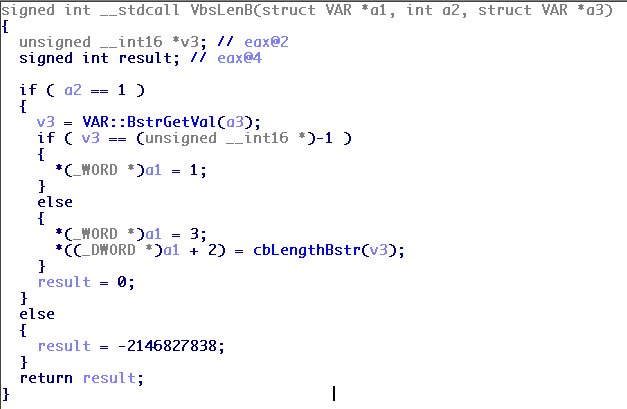 signed int __stdcall VbsLenB(struct VAR *a1, int a2, struct VAR *a3)
{
  unsigned __int16 *v3; // eax@2
  signed int result; // eax@4

  if ( a2 == 1 )
  {
    v3 = VAR::BstrGetVal(a3);
    if ( v3 == (unsigned __int16 *)-1 )
    {
      *(_WORD *)a1 = 1;
    }
    else
    {
      *(_WORD *)a1 = 3;
      *((_DWORD *)a1 + 2) = cbLengthBstr(v3);
    }
    result = 0;
  }
  else
  {
    result = -2146827838;
  }
  return result;
}